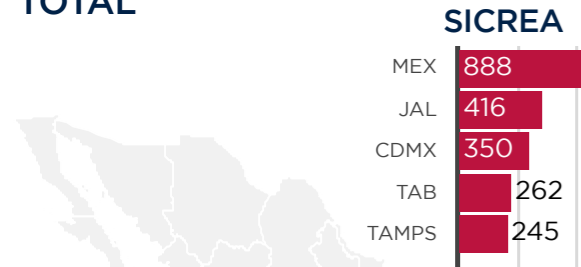 TOTAL
SICREA
MEX 888
JAL 416
CDMX 350
TAB 262
TAMPS 245